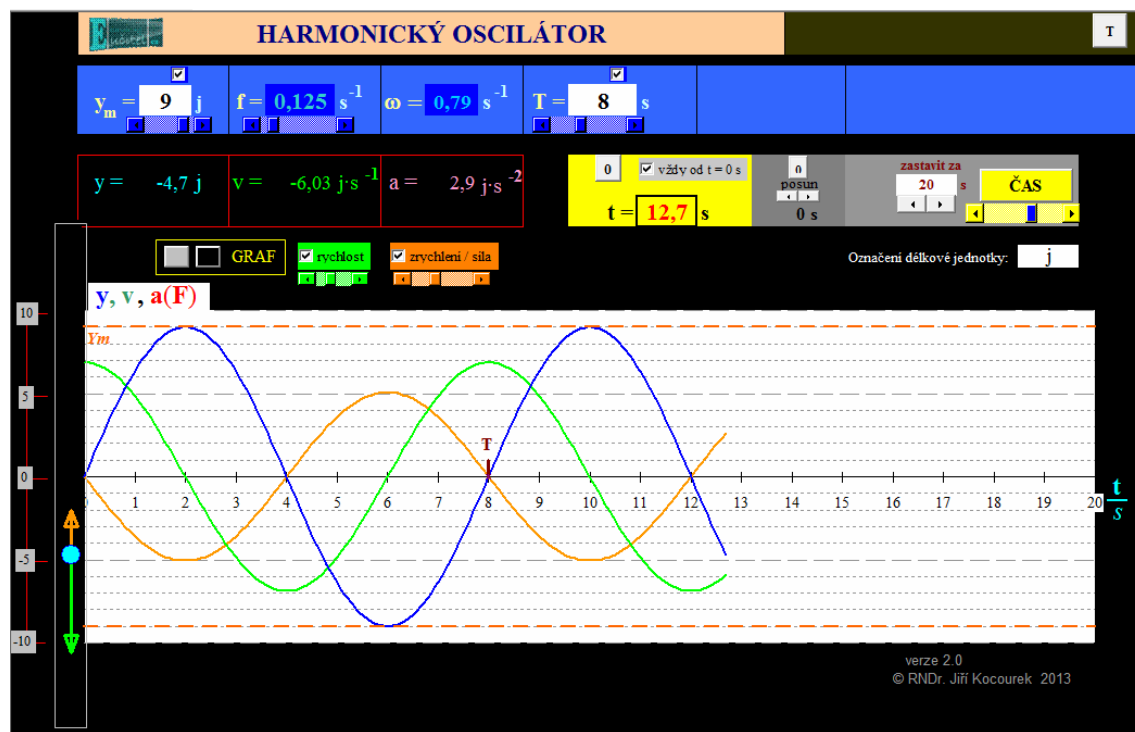 HARMONICKÝ OSCILÁTOR
T
y_m = 9 j f = 0,125 s⁻¹ ω = 0,79 s⁻¹ T = 8 s
y = -4,7 j v = -6,03 j·s⁻¹ a = 2,9 j·s⁻²
0 vždy od t = 0 s
t = 12,7 s
0
posun
0 s
zastavit za
20 s
ČAS
GRAF rychlost zrychlení / síla
Označení délkové jednotky: j
y, v, a(F)
10
Ym
5
T
0
1 2 3 4 5 6 7 8 9 10 11 12 13 14 15 16 17 18 19 20
t/s
-5
-10
verze 2.0
© RNDr. Jiří Kocourek 2013